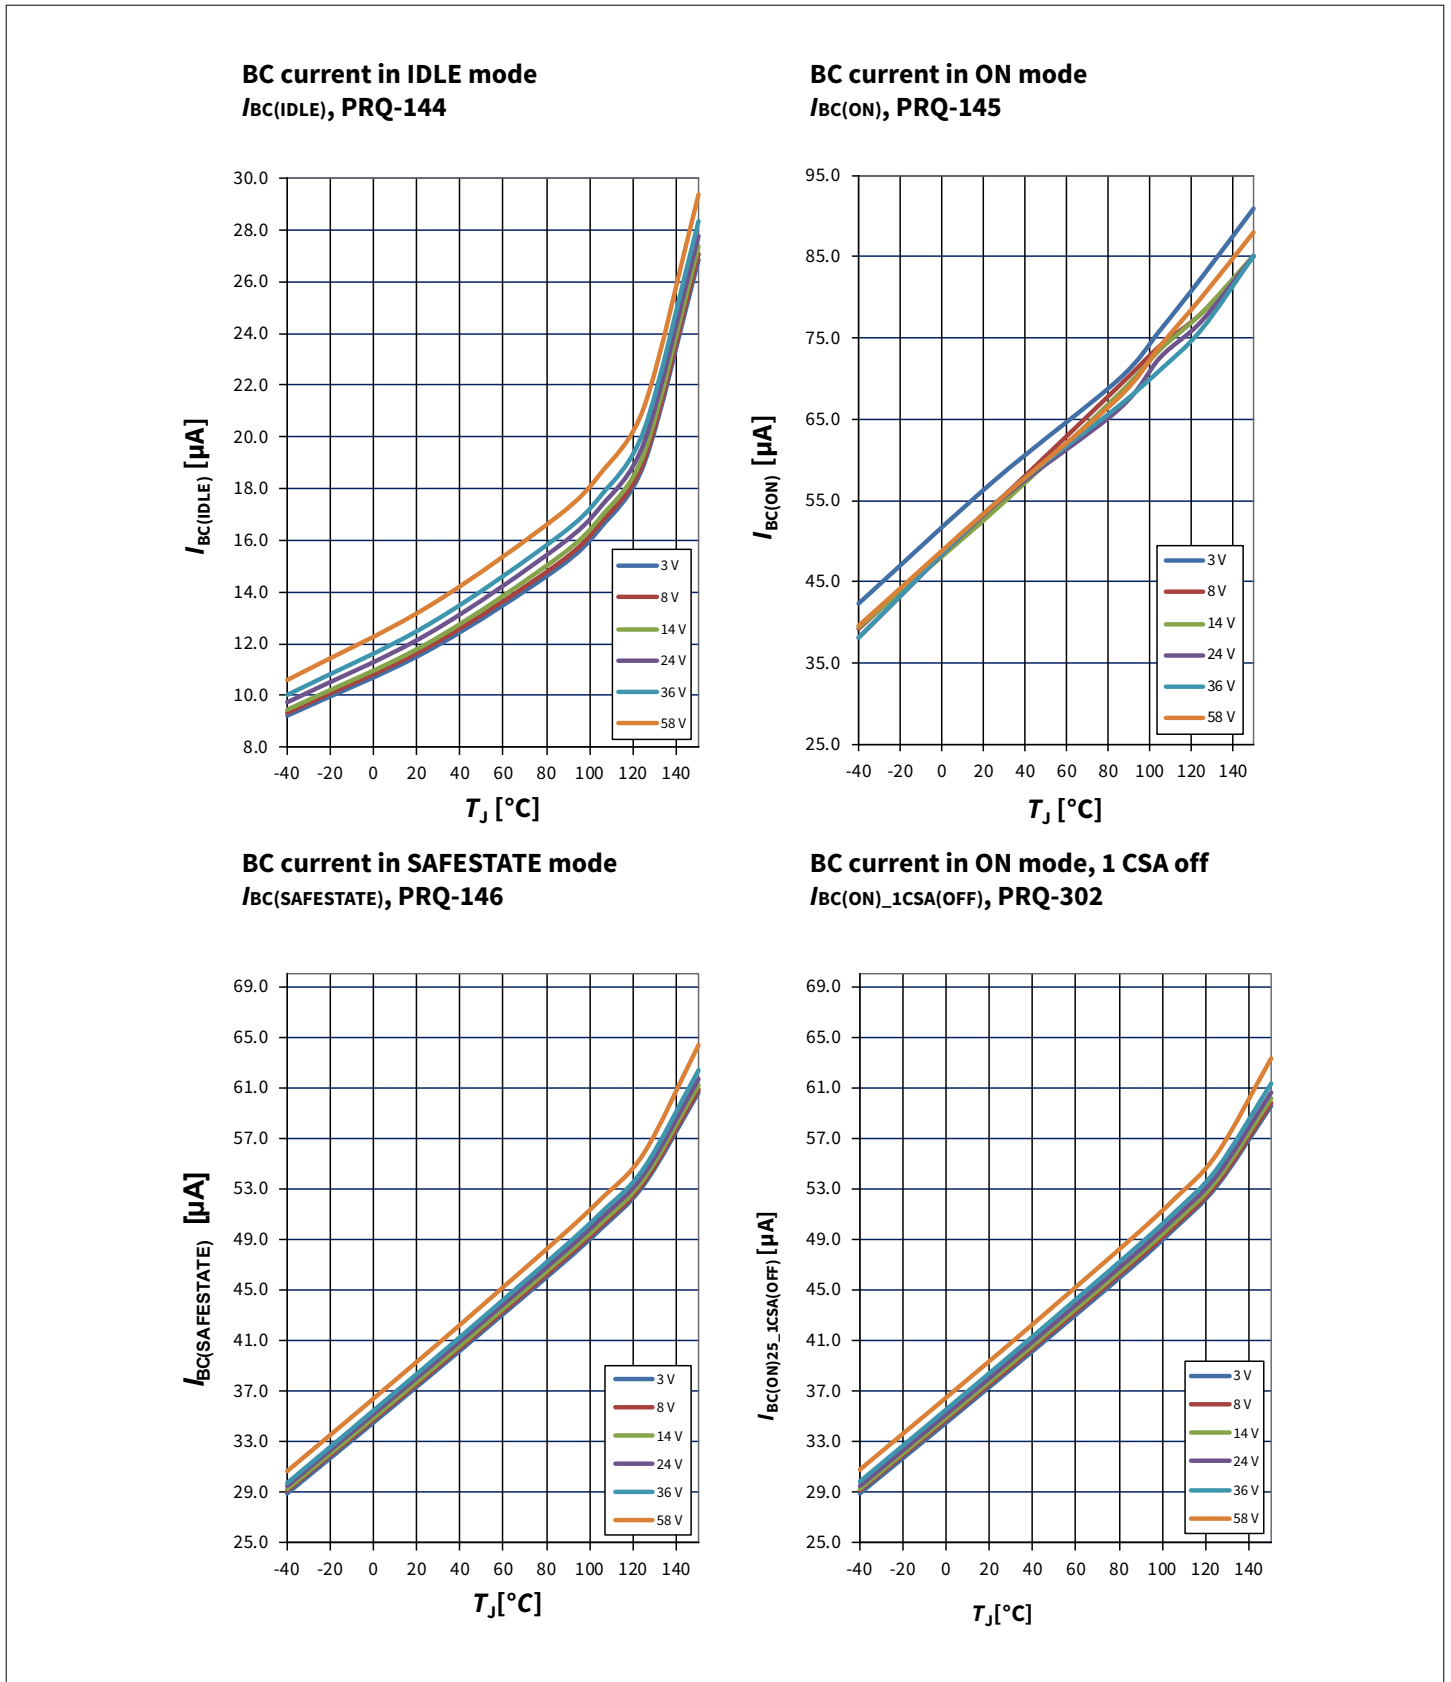 BC current in IDLE mode
IBC(IDLE), PRQ-144
30.0
28.0
26.0
24.0
22.0
20.0
18.0
16.0
14.0
12.0
10.0
8.0
IBC(IDLE) [µA]
3 V
8 V
14 V
24 V
36 V
58 V
-40 -20 0 20 40 60 80 100 120 140
TJ [°C]
BC current in ON mode
IBC(ON), PRQ-145
95.0
85.0
75.0
65.0
55.0
45.0
35.0
25.0
IBC(ON) [µA]
3 V
8 V
14 V
24 V
36 V
58 V
-40 -20 0 20 40 60 80 100 120 140
TJ [°C]
BC current in SAFESTATE mode
IBC(SAFESTATE), PRQ-146
69.0
65.0
61.0
57.0
53.0
49.0
45.0
41.0
37.0
33.0
29.0
25.0
IBC(SAFESTATE) [µA]
3 V
8 V
14 V
24 V
36 V
58 V
-40 -20 0 20 40 60 80 100 120 140
TJ[°C]
BC current in ON mode, 1 CSA off
IBC(ON)_1CSA(OFF), PRQ-302
69.0
65.0
61.0
57.0
53.0
49.0
45.0
41.0
37.0
33.0
29.0
25.0
IBC(ON)25_1CSA(OFF) [µA]
3 V
8 V
14 V
24 V
36 V
58 V
-40 -20 0 20 40 60 80 100 120 140
TJ[°C]